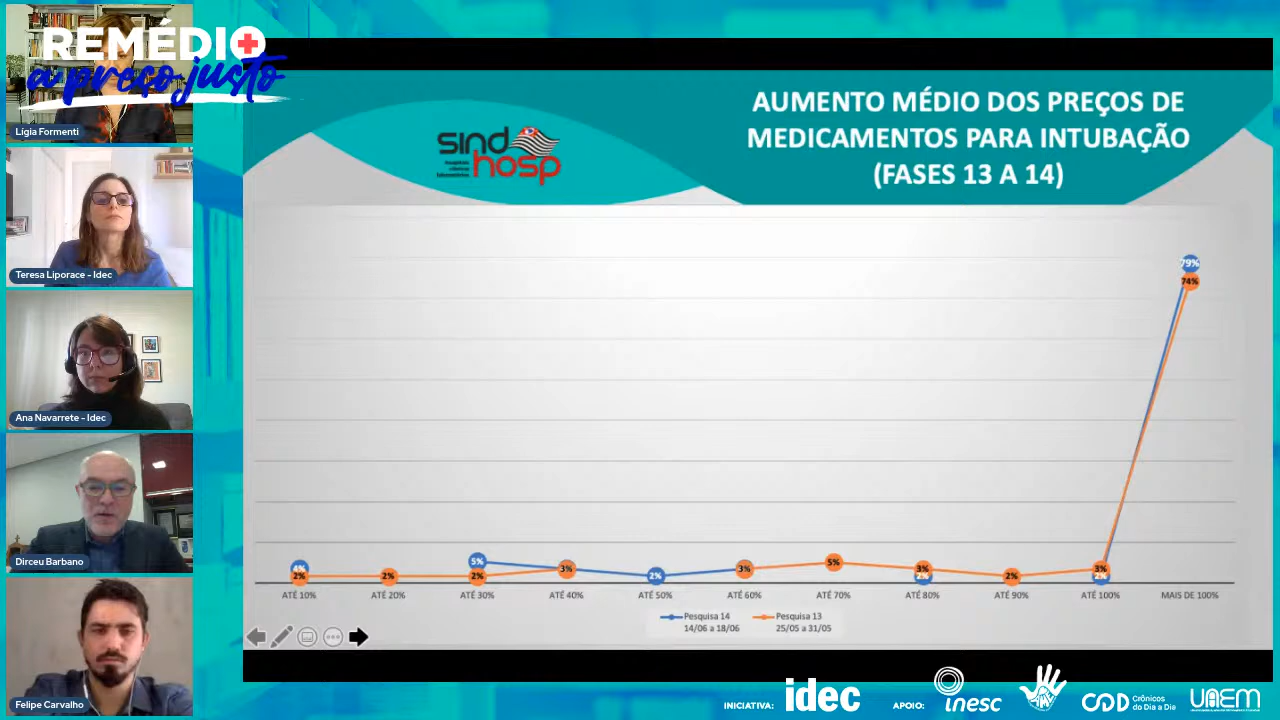 REMÉDIO
a preço justo
Lígia Formenti
Teresa Liporace - Idec
Ana Navarrete - Idec
Dirceu Barbano
Felipe Carvalho
sind
hosp
AUMENTO MÉDIO DOS PREÇOS DE
MEDICAMENTOS PARA INTUBAÇÃO
(FASES 13 A 14)
79%
74%
4%
2%
2%
5%
2%
3%
2%
3%
5%
3%
2%
2%
3%
2%
ATÉ 10% ATÉ 20% ATÉ 30% ATÉ 40% ATÉ 50% ATÉ 60% ATÉ 70% ATÉ 80% ATÉ 90% ATÉ 100% MAIS DE 100%
Pesquisa 14 Pesquisa 13
14/06 a 18/06 25/05 a 31/05
INICIATIVA: idec APOIO: inesc CDD Crônicos
do Dia a Dia
UAEM